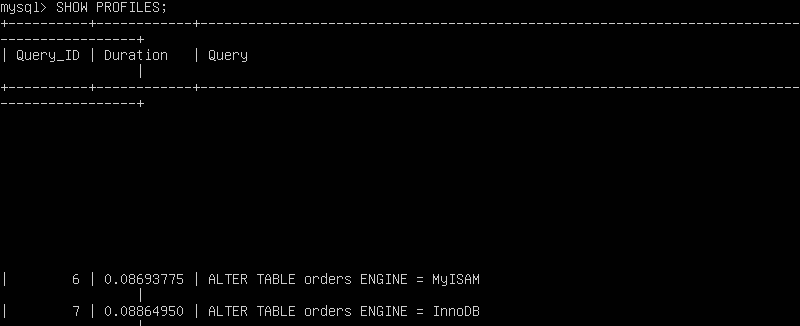 mysql> SHOW PROFILES;
+----------+------------+---------------------------------------------------------------------------
-----------------+
| Query_ID | Duration   | Query
                 |
+----------+------------+---------------------------------------------------------------------------
-----------------+
|        6 | 0.08693775 | ALTER TABLE orders ENGINE = MyISAM
                 |
|        7 | 0.08864950 | ALTER TABLE orders ENGINE = InnoDB
                 |